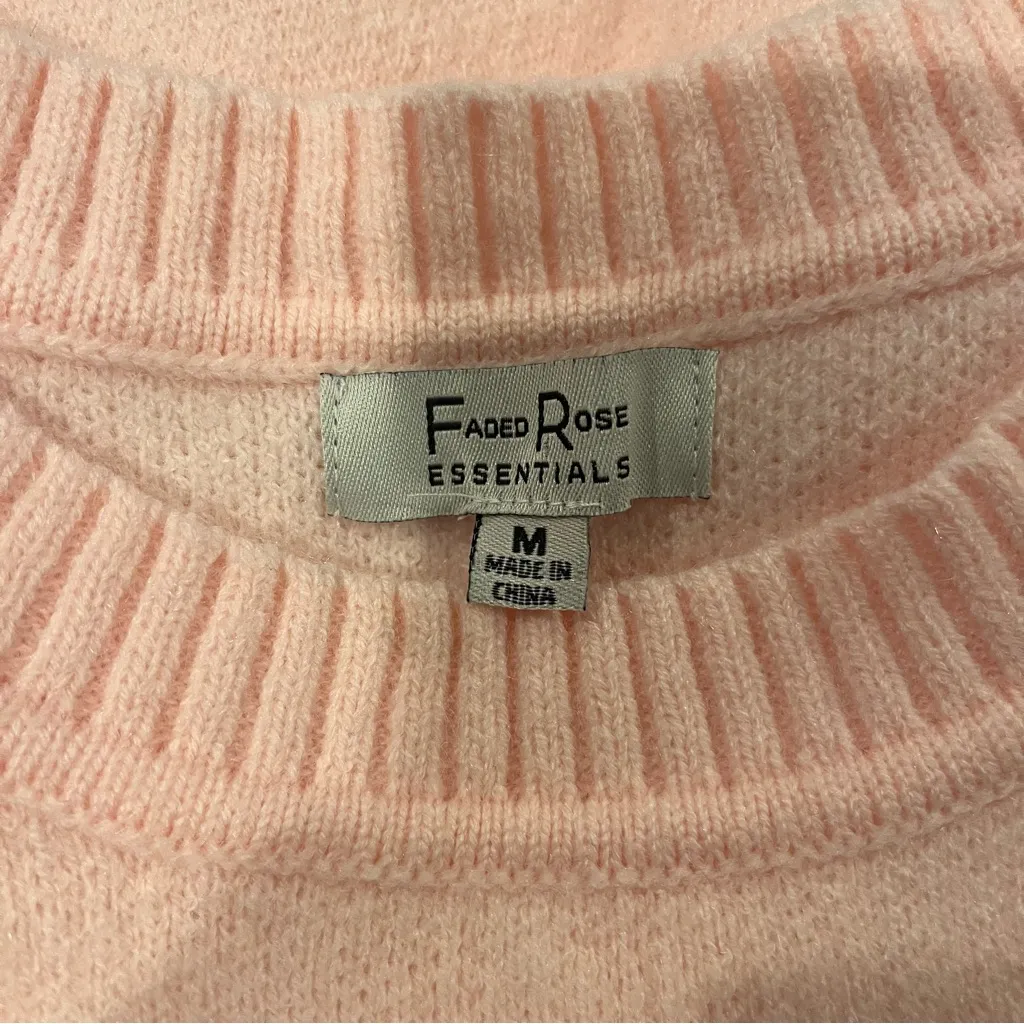 FADED ROSE
ESSENTIALS
M
MADE IN
CHINA